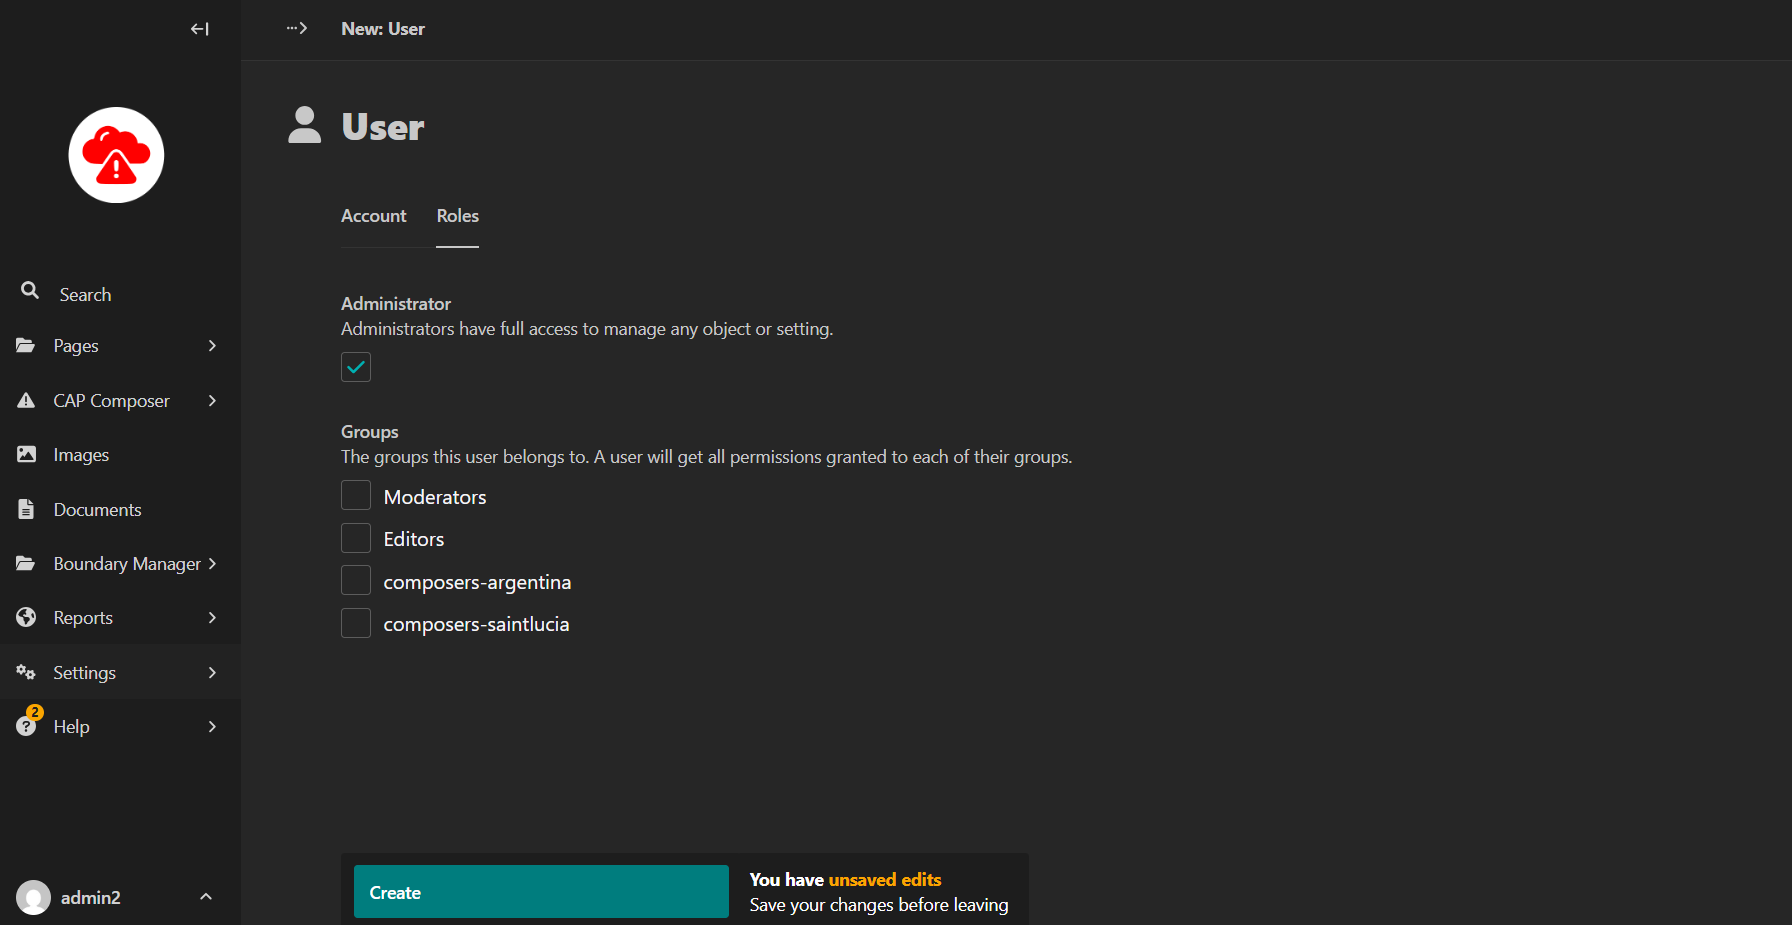 New: User
User
Account
Roles
Search
Pages
CAP Composer
Images
Documents
Boundary Manager
Reports
Settings
2
Help
admin2
Administrator
Administrators have full access to manage any object or setting.
Groups
The groups this user belongs to. A user will get all permissions granted to each of their groups.
Moderators
Editors
composers-argentina
composers-saintlucia
Create
You have unsaved edits
Save your changes before leaving